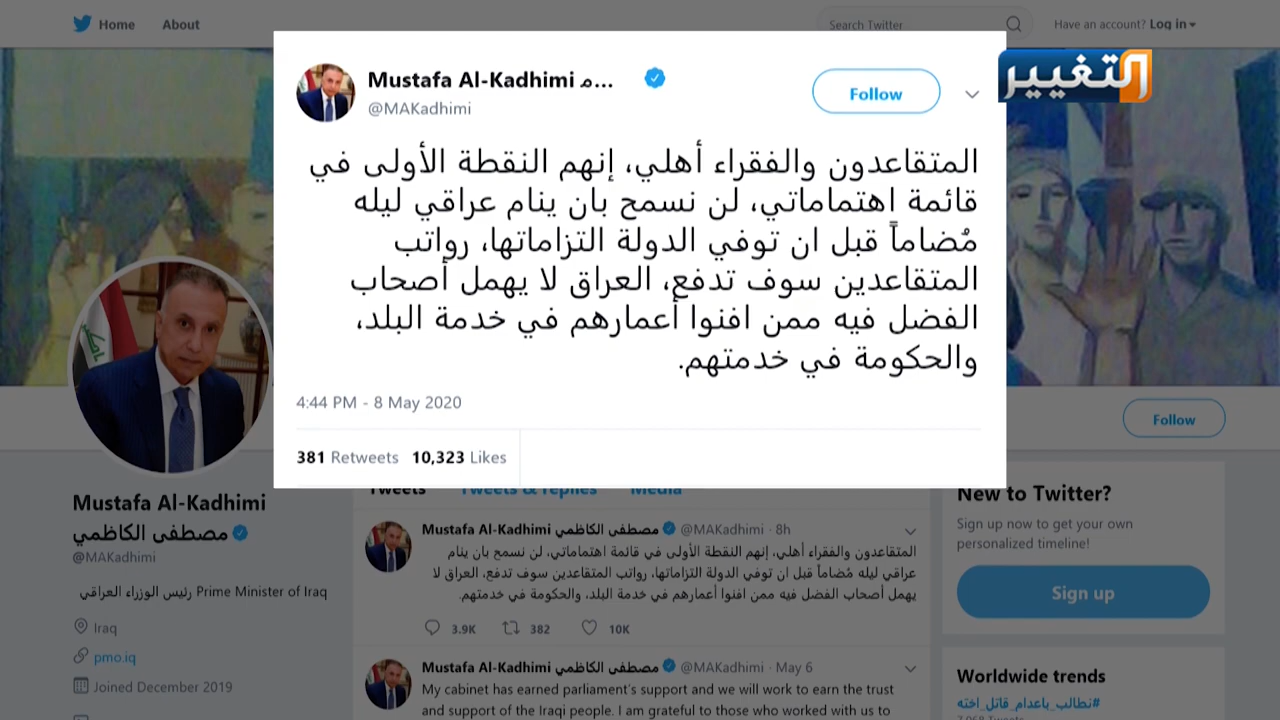 Home
About
Search Twitter
Have an account? Log in
التغيير
Mustafa Al-Kadhimi م...
@MAKadhimi
Follow
المتقاعدون والفقراء أهلي، إنهم النقطة الأولى في
قائمة اهتماماتي، لن نسمح بان ينام عراقي ليله
مُضاماً قبل ان توفي الدولة التزاماتها، رواتب
المتقاعدين سوف تدفع، العراق لا يهمل أصحاب
الفضل فيه ممن افنوا أعمارهم في خدمة البلد،
والحكومة في خدمتهم.
4:44 PM - 8 May 2020
381 Retweets 10,323 Likes
Follow
Mustafa Al-Kadhimi
مصطفى الكاظمي
@MAKadhimi
رئيس الوزراء العراقي Prime Minister of Iraq
Iraq
pmo.iq
Joined December 2019
Tweets
Tweets & replies
Media
Mustafa Al-Kadhimi مصطفى الكاظمي @MAKadhimi · 8h
المتقاعدون والفقراء أهلي، إنهم النقطة الأولى في قائمة اهتماماتي، لن نسمح بان ينام
عراقي ليله مُضاماً قبل ان توفي الدولة التزاماتها، رواتب المتقاعدين سوف تدفع، العراق لا
يهمل أصحاب الفضل فيه ممن افنوا أعمارهم في خدمة البلد، والحكومة في خدمتهم.
3.9K 382 10K
Mustafa Al-Kadhimi مصطفى الكاظمي @MAKadhimi · May 6
My cabinet has earned parliament's support and we will work to earn the trust
and support of the Iraqi people. I am grateful to those who worked with us to
New to Twitter?
Sign up now to get your own
personalized timeline!
Sign up
Worldwide trends
#نطالب_باعدام_قاتل_اخته